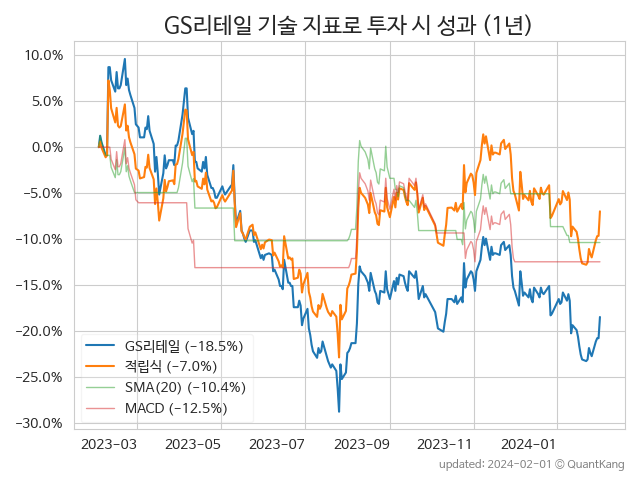 GS리테일 기술 지표로 투자 시 성과 (1년)
10.0%
5.0%
0.0%
−5.0%
−10.0%
−15.0%
−20.0%
−25.0%
−30.0%
GS리테일 (−18.5%)
적립식 (−7.0%)
SMA(20) (−10.4%)
MACD (−12.5%)
2023-03 2023-05 2023-07 2023-09 2023-11 2024-01
updated: 2024-02-01 © QuantKang